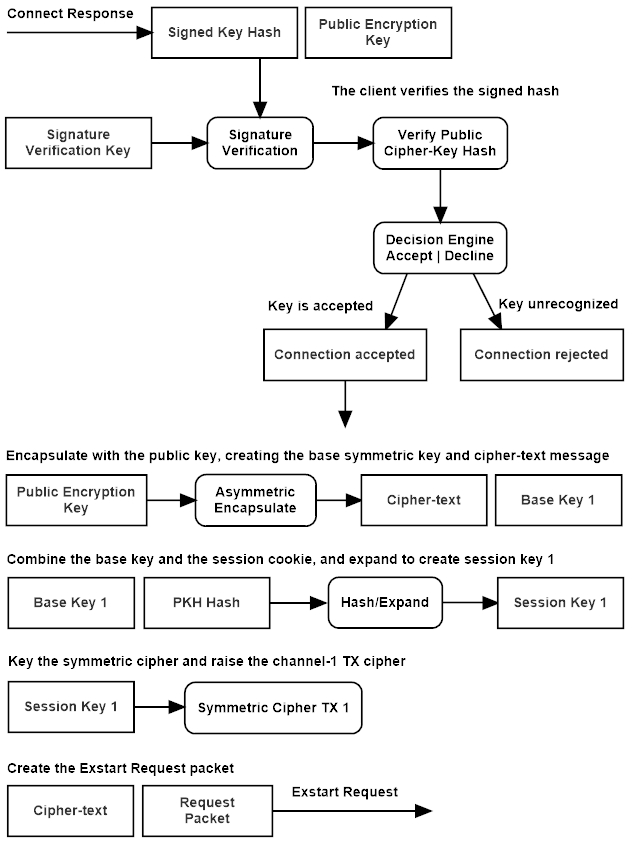 Connect Response
Signed Key Hash
Public Encryption
Key
The client verifies the signed hash
Signature
Verification Key
Signature
Verification
Verify Public
Cipher-Key Hash
Decision Engine
Accept | Decline
Key is accepted
Key unrecognized
Connection accepted
Connection rejected
Encapsulate with the public key, creating the base symmetric key and cipher-text message
Public Encryption
Key
Asymmetric
Encapsulate
Cipher-text
Base Key 1
Combine the base key and the session cookie, and expand to create session key 1
Base Key 1
PKH Hash
Hash/Expand
Session Key 1
Key the symmetric cipher and raise the channel-1 TX cipher
Session Key 1
Symmetric Cipher TX 1
Create the Exstart Request packet
Cipher-text
Request
Packet
Exstart Request